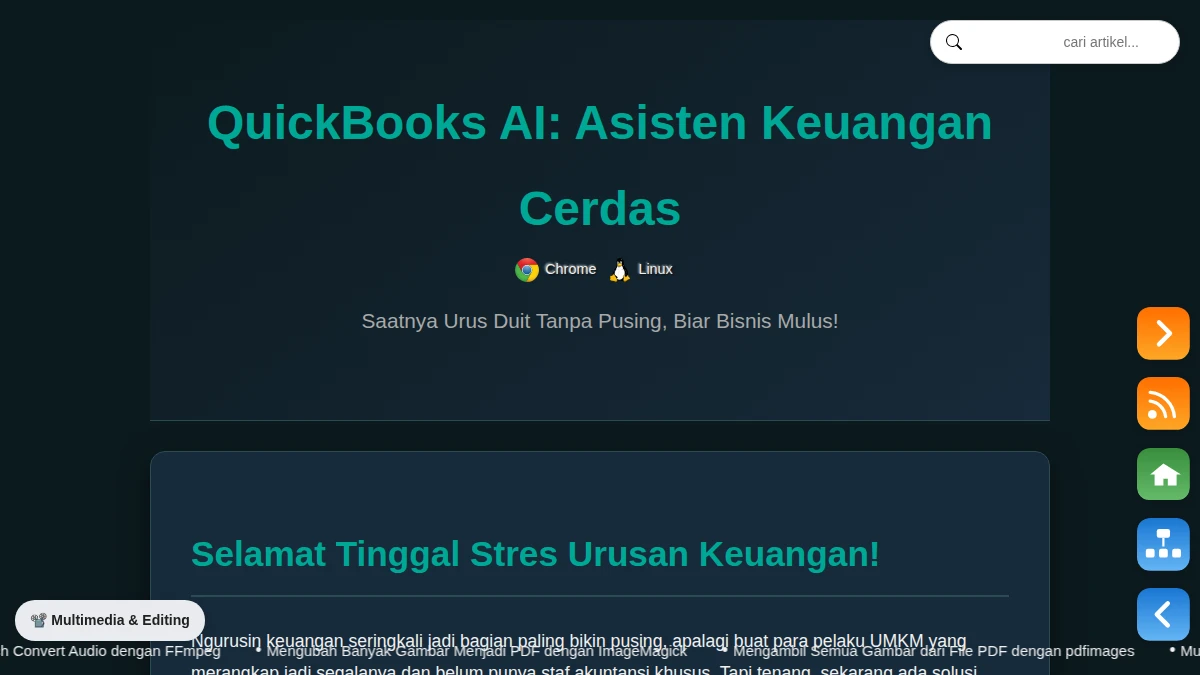 cari artikel...
QuickBooks AI: Asisten Keuangan
Cerdas
Chrome Linux
Saatnya Urus Duit Tanpa Pusing, Biar Bisnis Mulus!
Selamat Tinggal Stres Urusan Keuangan!
📽 Multimedia & Editing
Ngurusin keuangan seringkali jadi bagian paling bikin pusing, apalagi buat para pelaku UMKM yang
h Convert Audio dengan FFmpeg • Mengubah Banyak Gambar Menjadi PDF dengan ImageMagick • Mengambil Semua Gambar dari File PDF dengan pdfimages • Mu
merangkap jadi segalanya dan belum punya staf akuntansi khusus. Tapi tenang, sekarang ada solusi